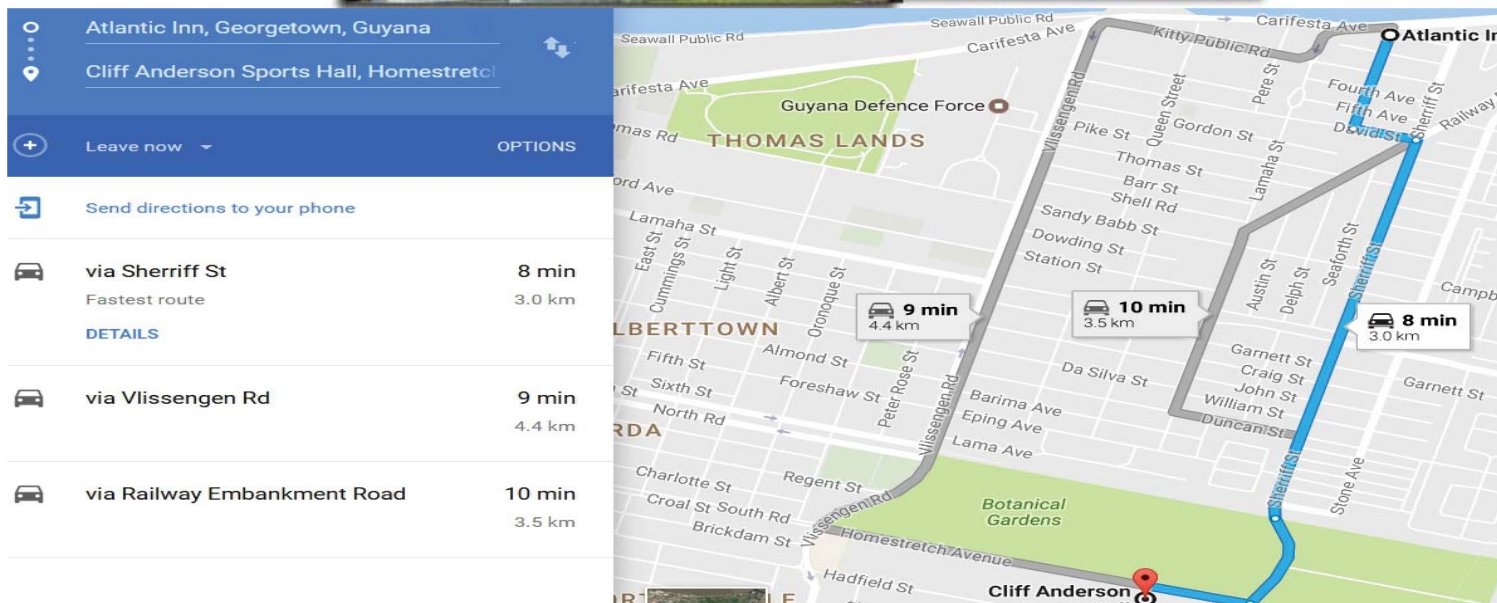 Atlantic Inn, Georgetown, Guyana
Cliff Anderson Sports Hall, Homestretch
Leave now
OPTIONS
Send directions to your phone
via Sherriff St
8 min
Fastest route
3.0 km
DETAILS
via Vlissengen Rd
9 min
4.4 km
via Railway Embankment Road
10 min
3.5 km
Seawall Public Rd
Carifesta Ave
Seawall Public Rd
Carifesta Ave
Kitty Public Rd
Atlantic In
arifesta Ave
Guyana Defence Force
Vlissengen Rd
Queen Street
Pere St
Fourth Ave
Fifth Ave
Sherriff St
Railway
mas Rd
THOMAS LANDS
Pike St
Gordon St
David St
Thomas St
Lamaha St
ord Ave
Barr St
Shell Rd
Lamaha St
Sandy Babb St
East St
Cummings St
Light St
Albert St
Oronoque St
Dowding St
Station St
Austin St
Delph St
Seaforth St
Sherriff St
Campb
9 min
4.4 km
10 min
3.5 km
8 min
3.0 km
LBERTTOWN
Fifth St
Almond St
Peter Rose St
Garnett St
Sixth St
Foreshaw St
Vlissengen Rd
Da Silva St
Craig St
Garnett St
St
North Rd
Barima Ave
John St
William St
RDA
Eping Ave
Duncan St
Lama Ave
Charlotte St
Regent St
Sherriff St
Stone Ave
Croal St
South Rd
Vlissengen Rd
Botanical
Gardens
Brickdam St
Homestretch Avenue
Hadfield St
Cliff Anderson